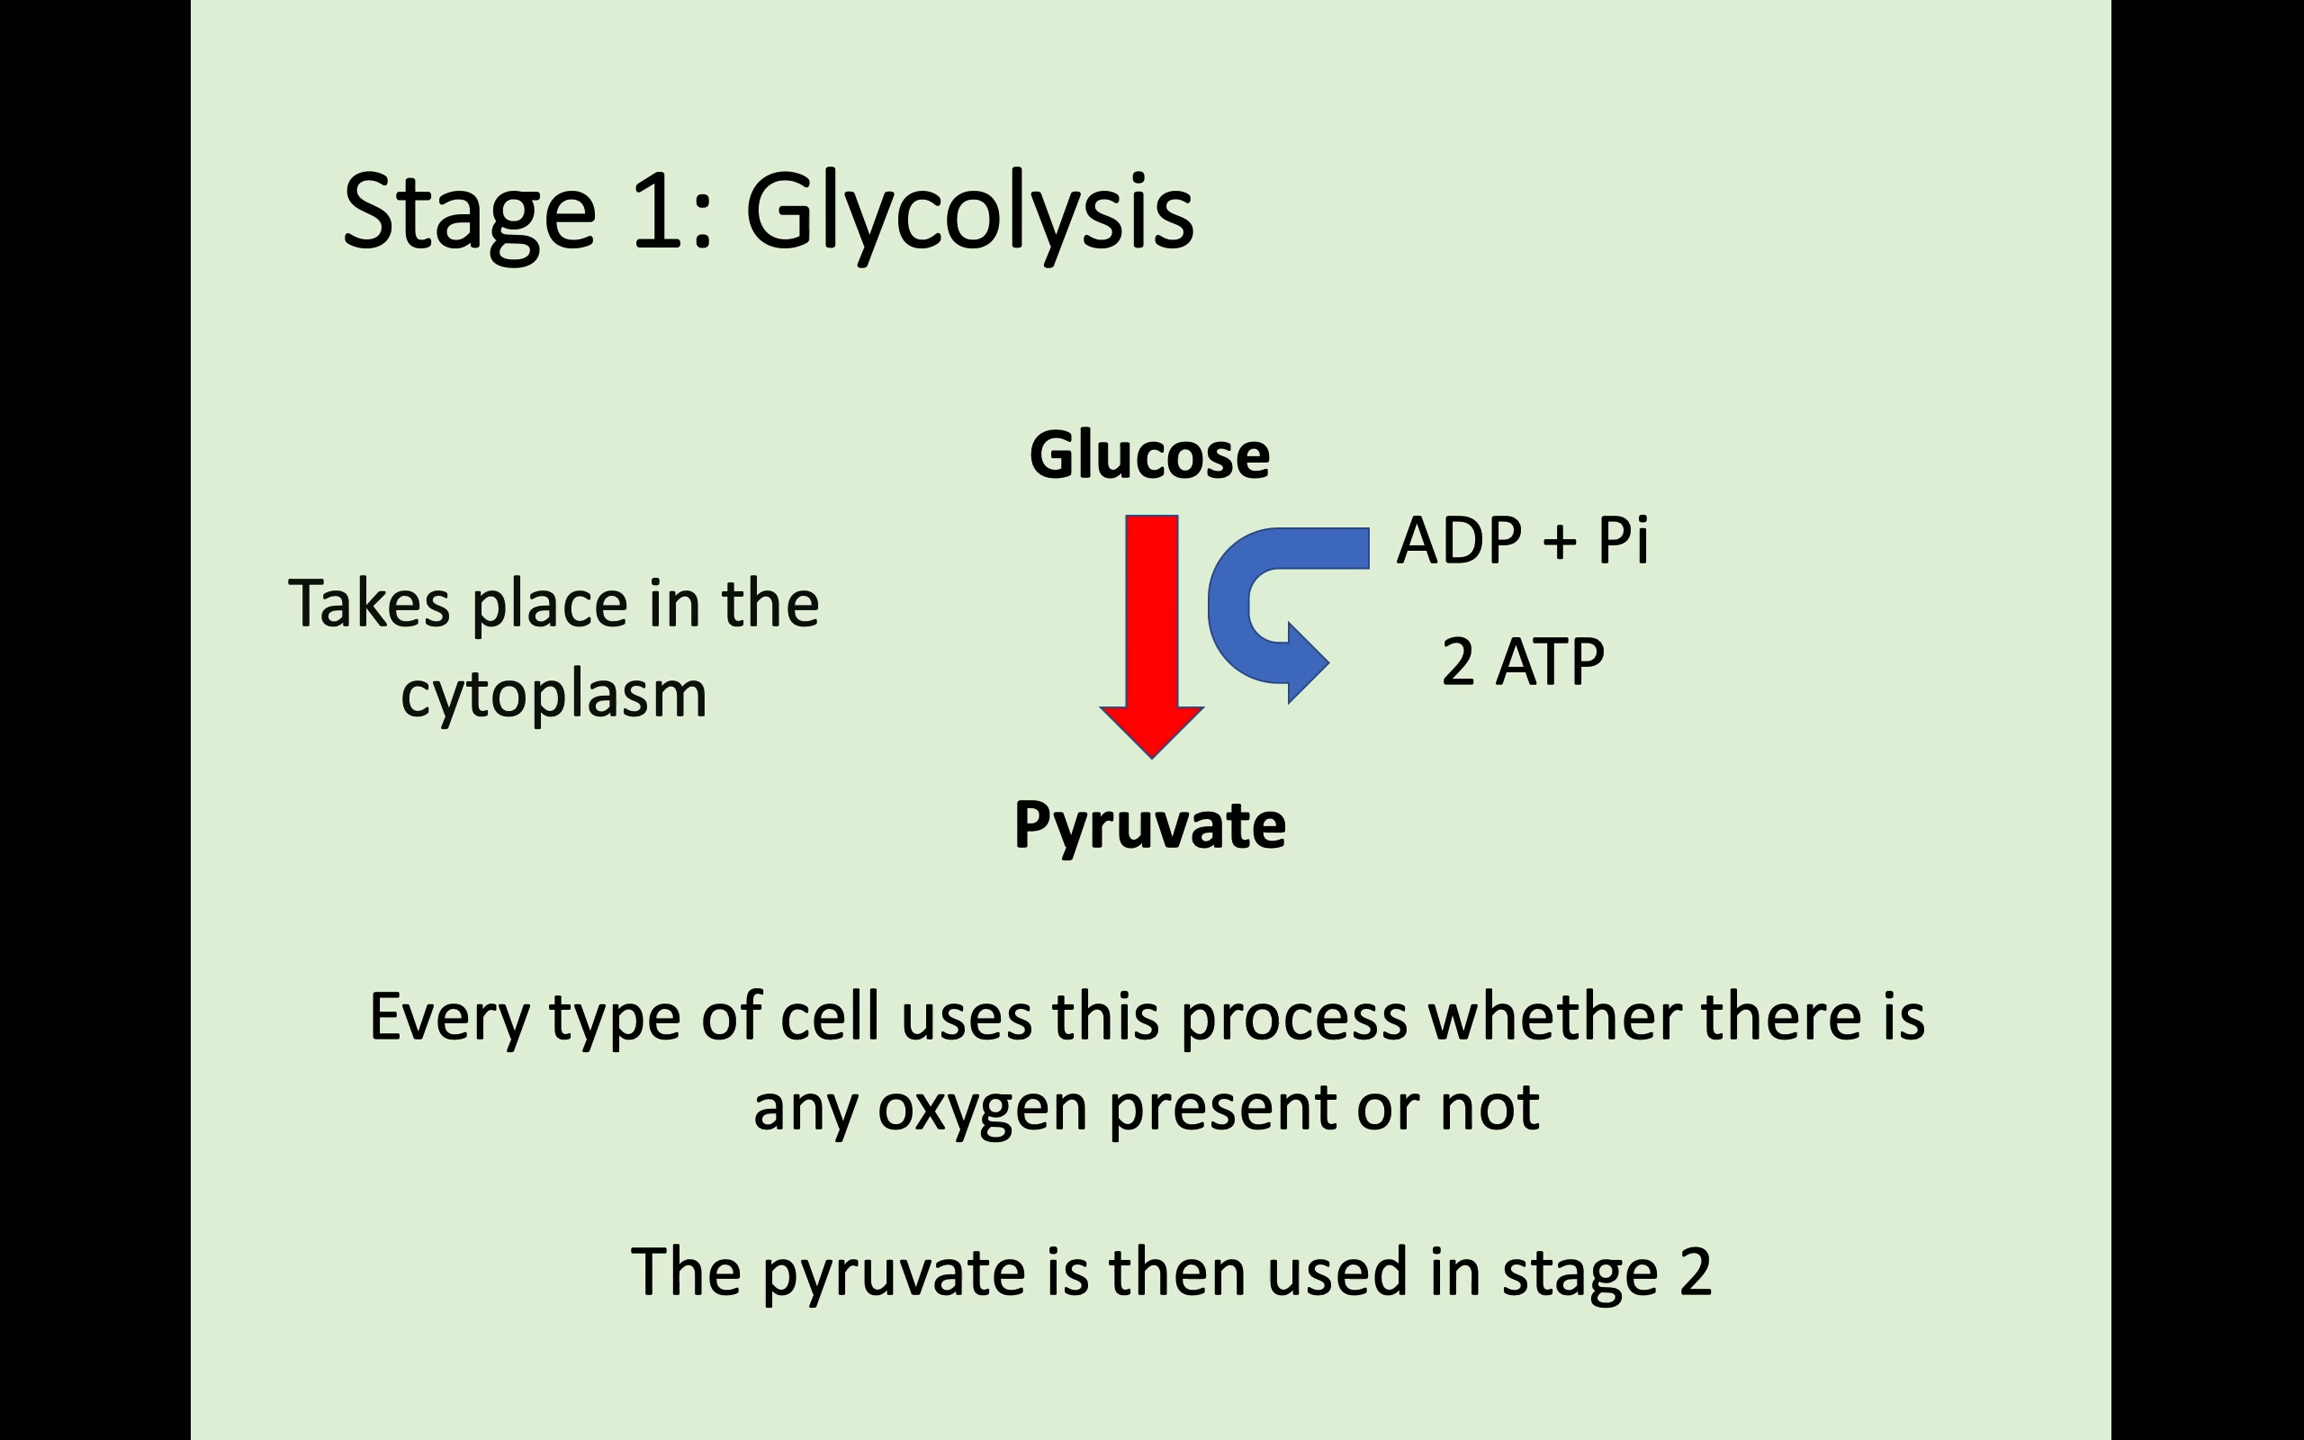 Stage 1: Glycolysis
Glucose
ADP + Pi
Takes place in the
cytoplasm
2 ATP
Pyruvate
Every type of cell uses this process whether there is
any oxygen present or not
The pyruvate is then used in stage 2